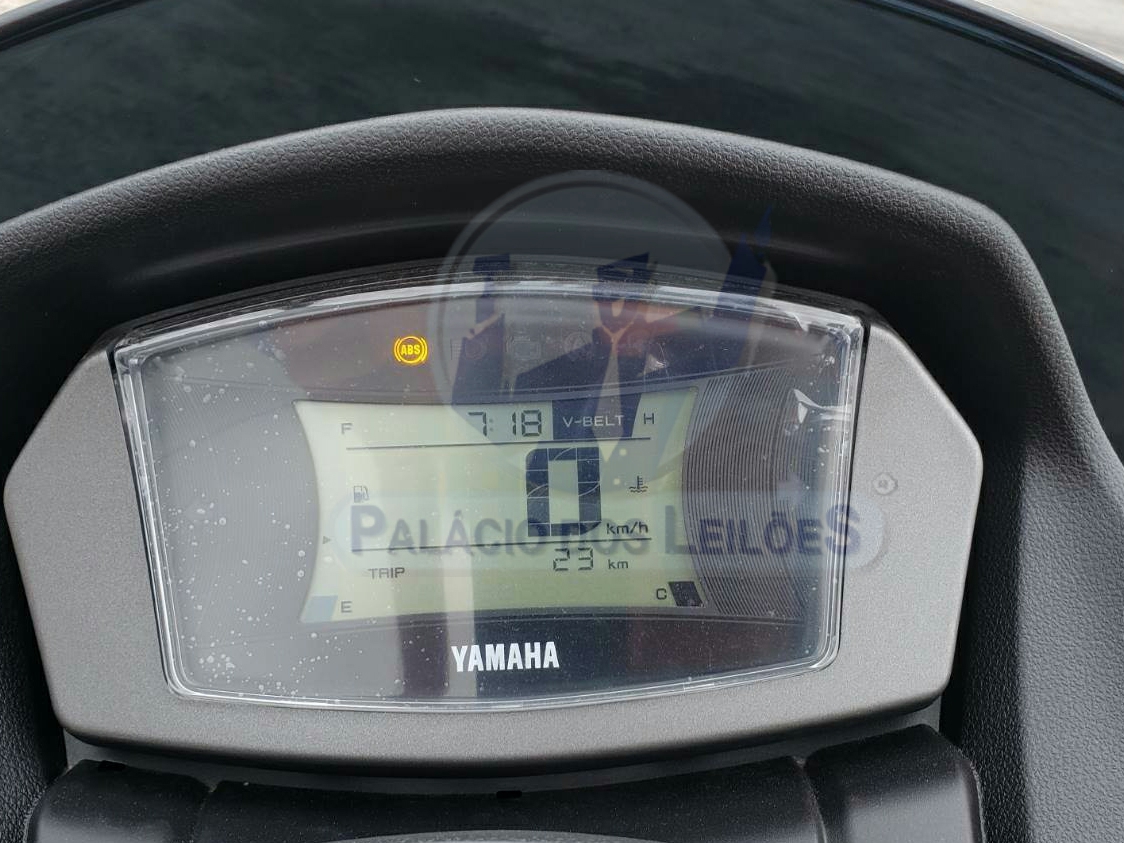 ABS
F 7:18 V-BELT H
0 km/h
PALÁCIO DOS LEILÕES
TRIP 23 km
E C
YAMAHA